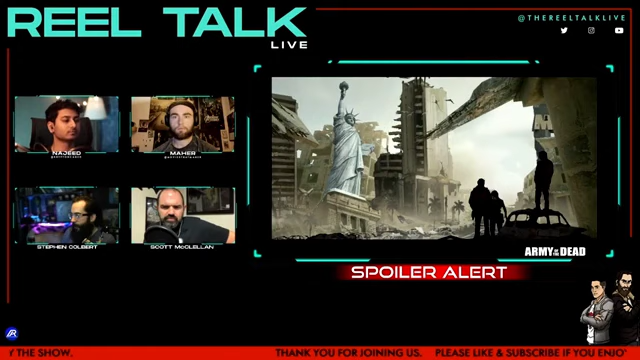 REEL TALK
LIVE
@THEREELTALKLIVE
NAJEED
MAHER
STEPHEN COLBERT
SCOTT McCLELLAN
ARMY OF THE DEAD
SPOILER ALERT
Y THE SHOW. THANK YOU FOR JOINING US. PLEASE LIKE & SUBSCRIBE IF YOU ENJO